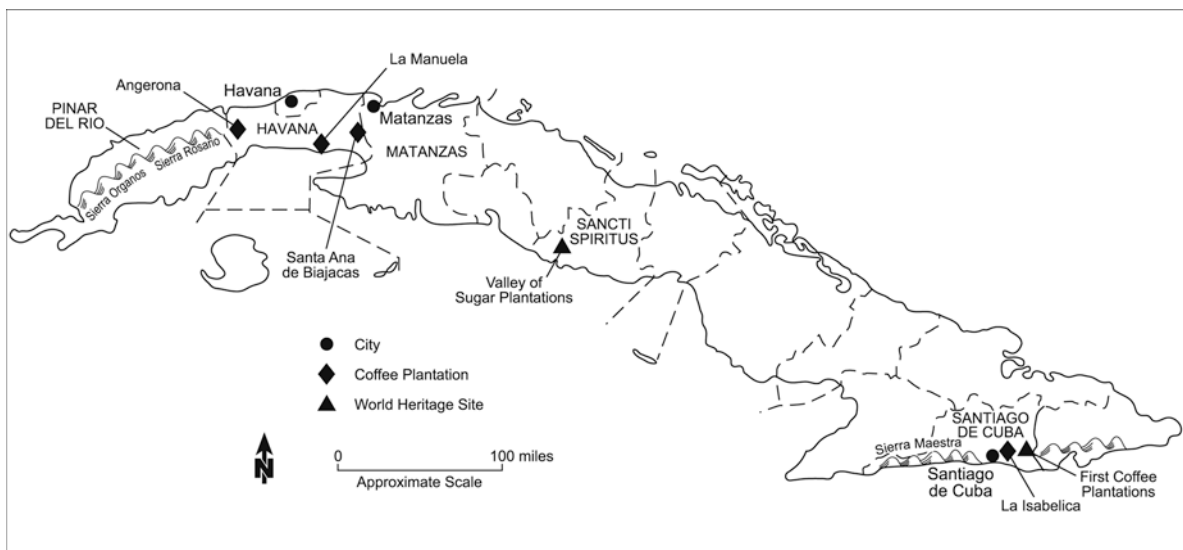 La Manuela
Angerona
Havana
PINAR
DEL RIO
HAVANA
Matanzas
MATANZAS
Sierra Rosario
Sierra Organos
Santa Ana
de Biajacas
SANCTI
SPIRITUS
Valley of
Sugar Plantations
City
Coffee Plantation
World Heritage Site
N
0
100 miles
Approximate Scale
SANTIAGO
DE CUBA
Sierra Maestra
Santiago
de Cuba
First Coffee
Plantations
La Isabelica